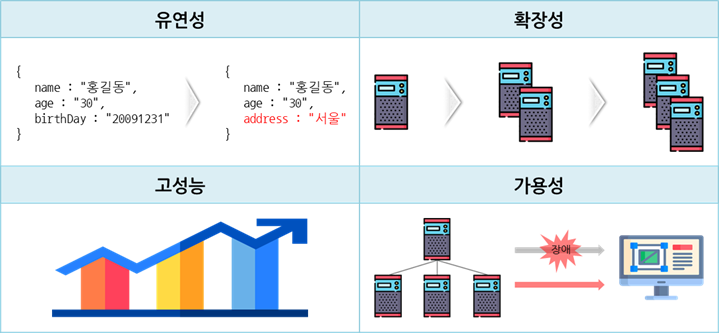 유연성
확장성
{
name : "홍길동",
age : "30",
birthDay : "20091231"
}
{
name : "홍길동",
age : "30",
address : "서울"
}
고성능
가용성
장애